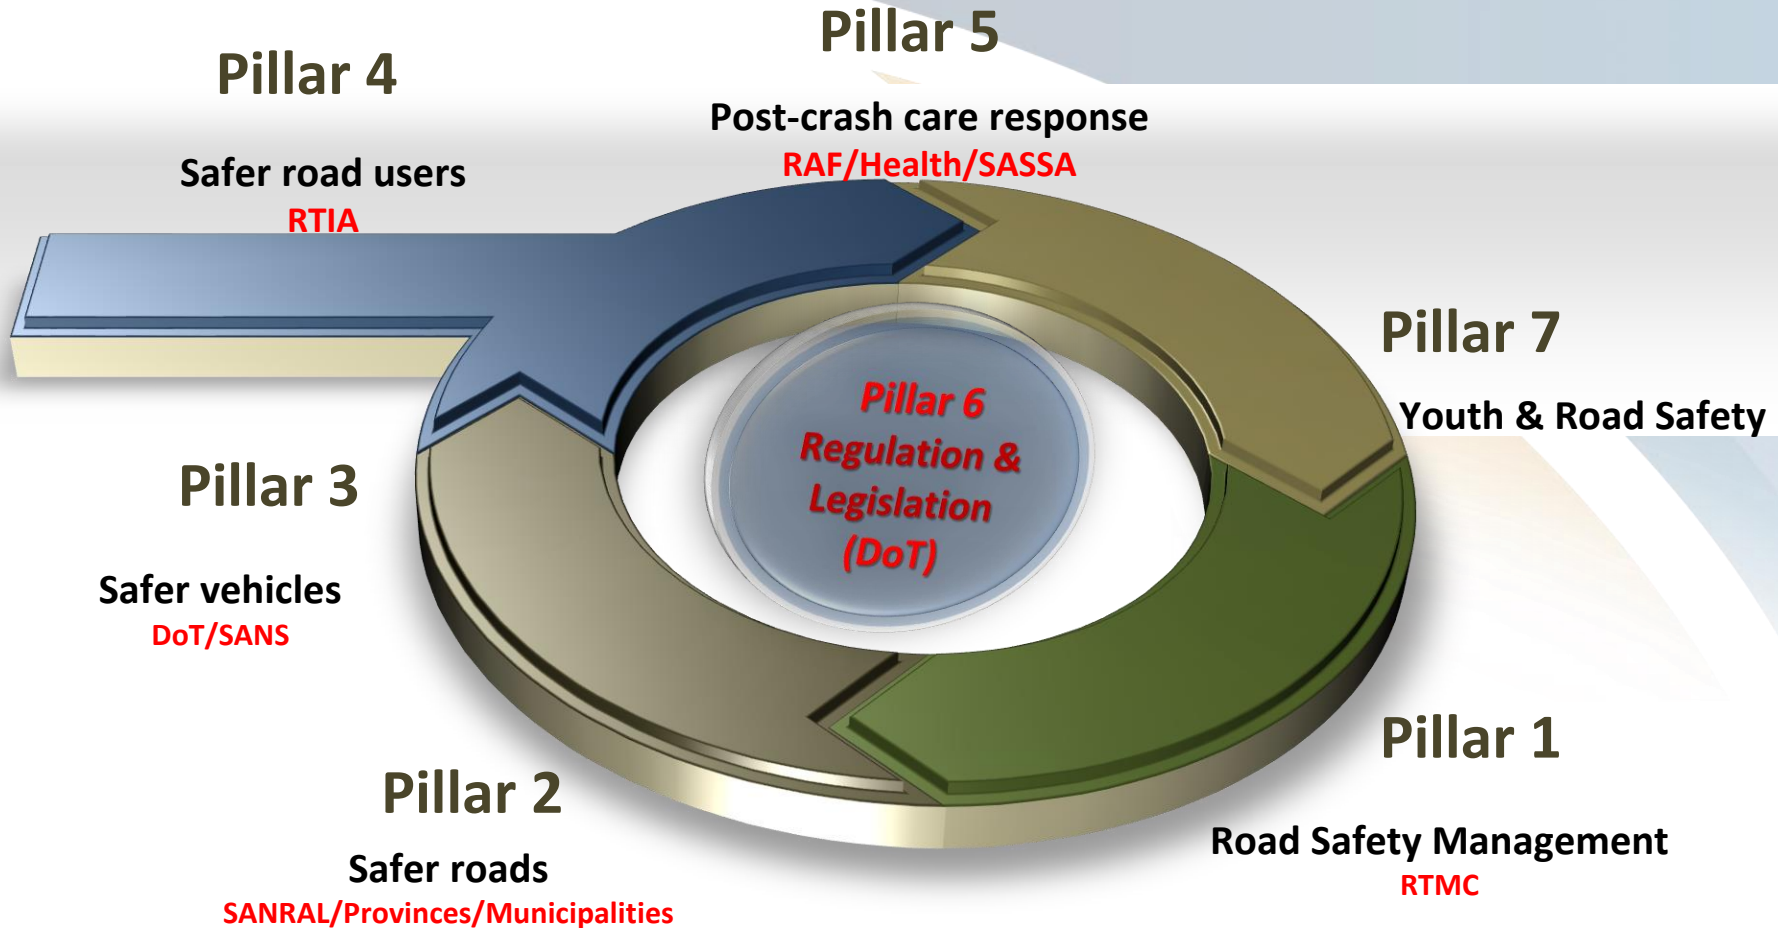 Pillar 5
Pillar 4
Post-crash care response
RAF/Health/SASSA
Safer road users
RTIA
Pillar 7
Youth & Road Safety
Pillar 6
Regulation &
Legislation
(DoT)
Pillar 3
Safer vehicles
DoT/SANS
Pillar 1
Road Safety Management
RTMC
Pillar 2
Safer roads
SANRAL/Provinces/Municipalities